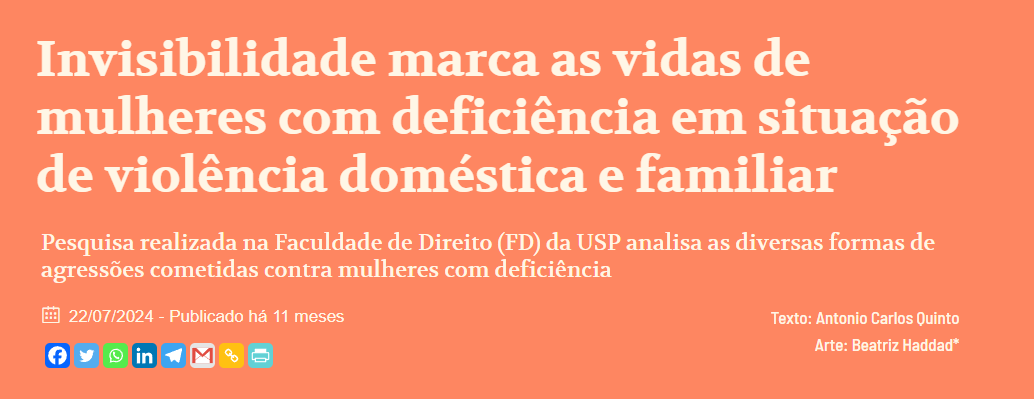 Invisibilidade marca as vidas de
mulheres com deficiência em situação
de violência doméstica e familiar
Pesquisa realizada na Faculdade de Direito (FD) da USP analisa as diversas formas de
agressões cometidas contra mulheres com deficiência
22/07/2024 - Publicado há 11 meses
Texto: Antonio Carlos Quinto
Arte: Beatriz Haddad*